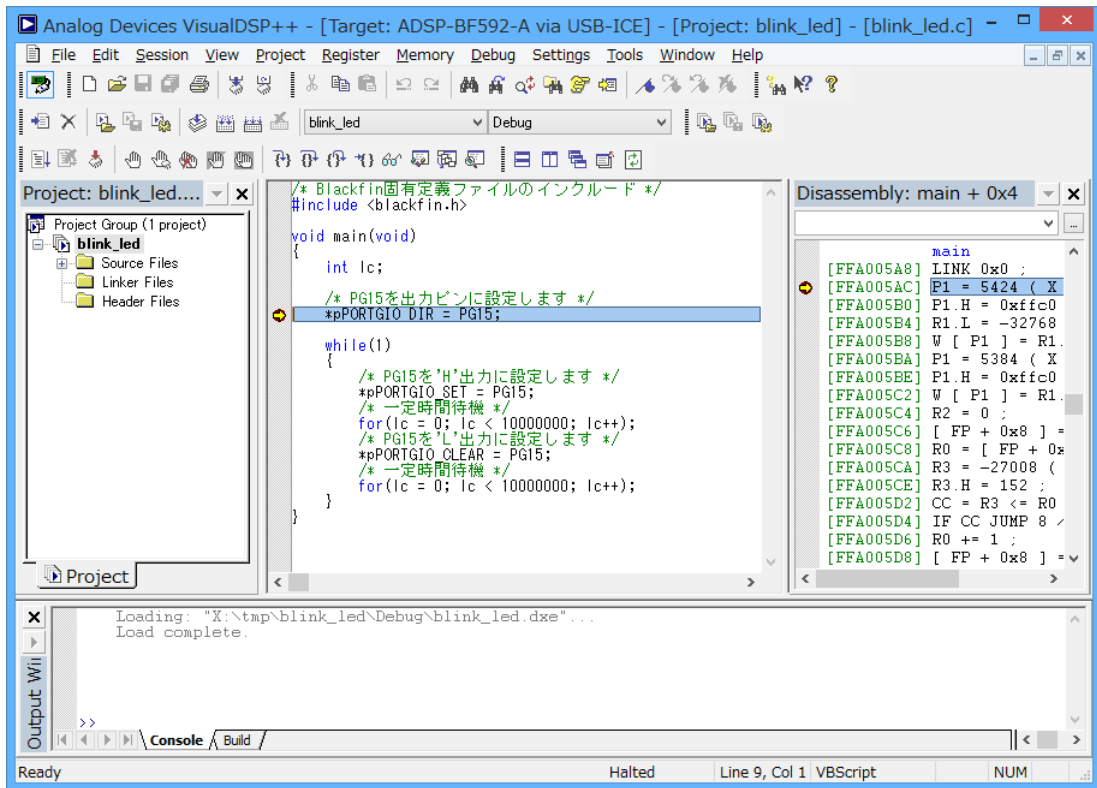 Analog Devices VisualDSP++ - [Target: ADSP-BF592-A via USB-ICE] - [Project: blink_led] - [blink_led.c]
File Edit Session View Project Register Memory Debug Settings Tools Window Help
blink_led Debug
Project: blink_led....
Project Group (1 project)
blink_led
Source Files
Linker Files
Header Files
Project
/* Blackfin固有定義ファイルのインクルード */
#include <blackfin.h>
void main(void)
{
int lc;
/* PG15を出力ピンに設定します */
*pPORTGIO_DIR = PG15;
while(1)
{
/* PG15を'H'出力に設定します */
*pPORTGIO_SET = PG15;
/* 一定時間待機 */
for(lc = 0; lc < 10000000; lc++);
/* PG15を'L'出力に設定します */
*pPORTGIO_CLEAR = PG15;
/* 一定時間待機 */
for(lc = 0; lc < 10000000; lc++);
}
}
Disassembly: main + 0x4
...
main
[FFA005A8] LINK 0x0 ;
[FFA005AC] P1 = 5424 ( X
[FFA005B0] P1.H = 0xffc0
[FFA005B4] R1.L = -32768
[FFA005B8] W [ P1 ] = R1.
[FFA005BA] P1 = 5384 ( X
[FFA005BE] P1.H = 0xffc0
[FFA005C2] W [ P1 ] = R1.
[FFA005C4] R2 = 0 ;
[FFA005C6] [ FP + 0x8 ] =
[FFA005C8] R0 = [ FP + 0x
[FFA005CA] R3 = -27008 (
[FFA005CE] R3.H = 152 ;
[FFA005D2] CC = R3 <= R0
[FFA005D4] IF CC JUMP 8 /
[FFA005D6] R0 += 1 ;
[FFA005D8] [ FP + 0x8 ] =
Loading: "X:\tmp\blink_led\Debug\blink_led.dxe"...
Load complete.
>>
Output Wi
Console Build
Ready Halted Line 9, Col 1 VBScript NUM